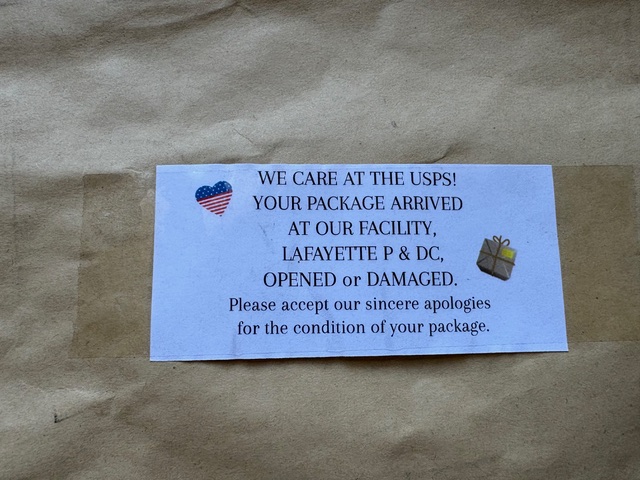 WE CARE AT THE USPS!
YOUR PACKAGE ARRIVED
AT OUR FACILITY,
LAFAYETTE P & DC,
OPENED or DAMAGED.
Please accept our sincere apologies
for the condition of your package.